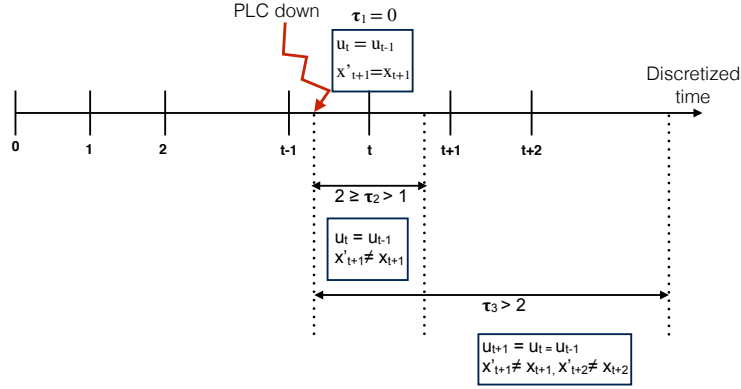 PLC down
τ₁ = 0
uₜ = uₜ₋₁
x'ₜ₊₁=xₜ₊₁
Discretized
time
0 1 2 t-1 t t+1 t+2
2 ≥ τ₂ > 1
uₜ = uₜ₋₁
x'ₜ₊₁≠ xₜ₊₁
τ₃ > 2
uₜ₊₁ = uₜ = uₜ₋₁
x'ₜ₊₁≠ xₜ₊₁, x'ₜ₊₂≠ xₜ₊₂